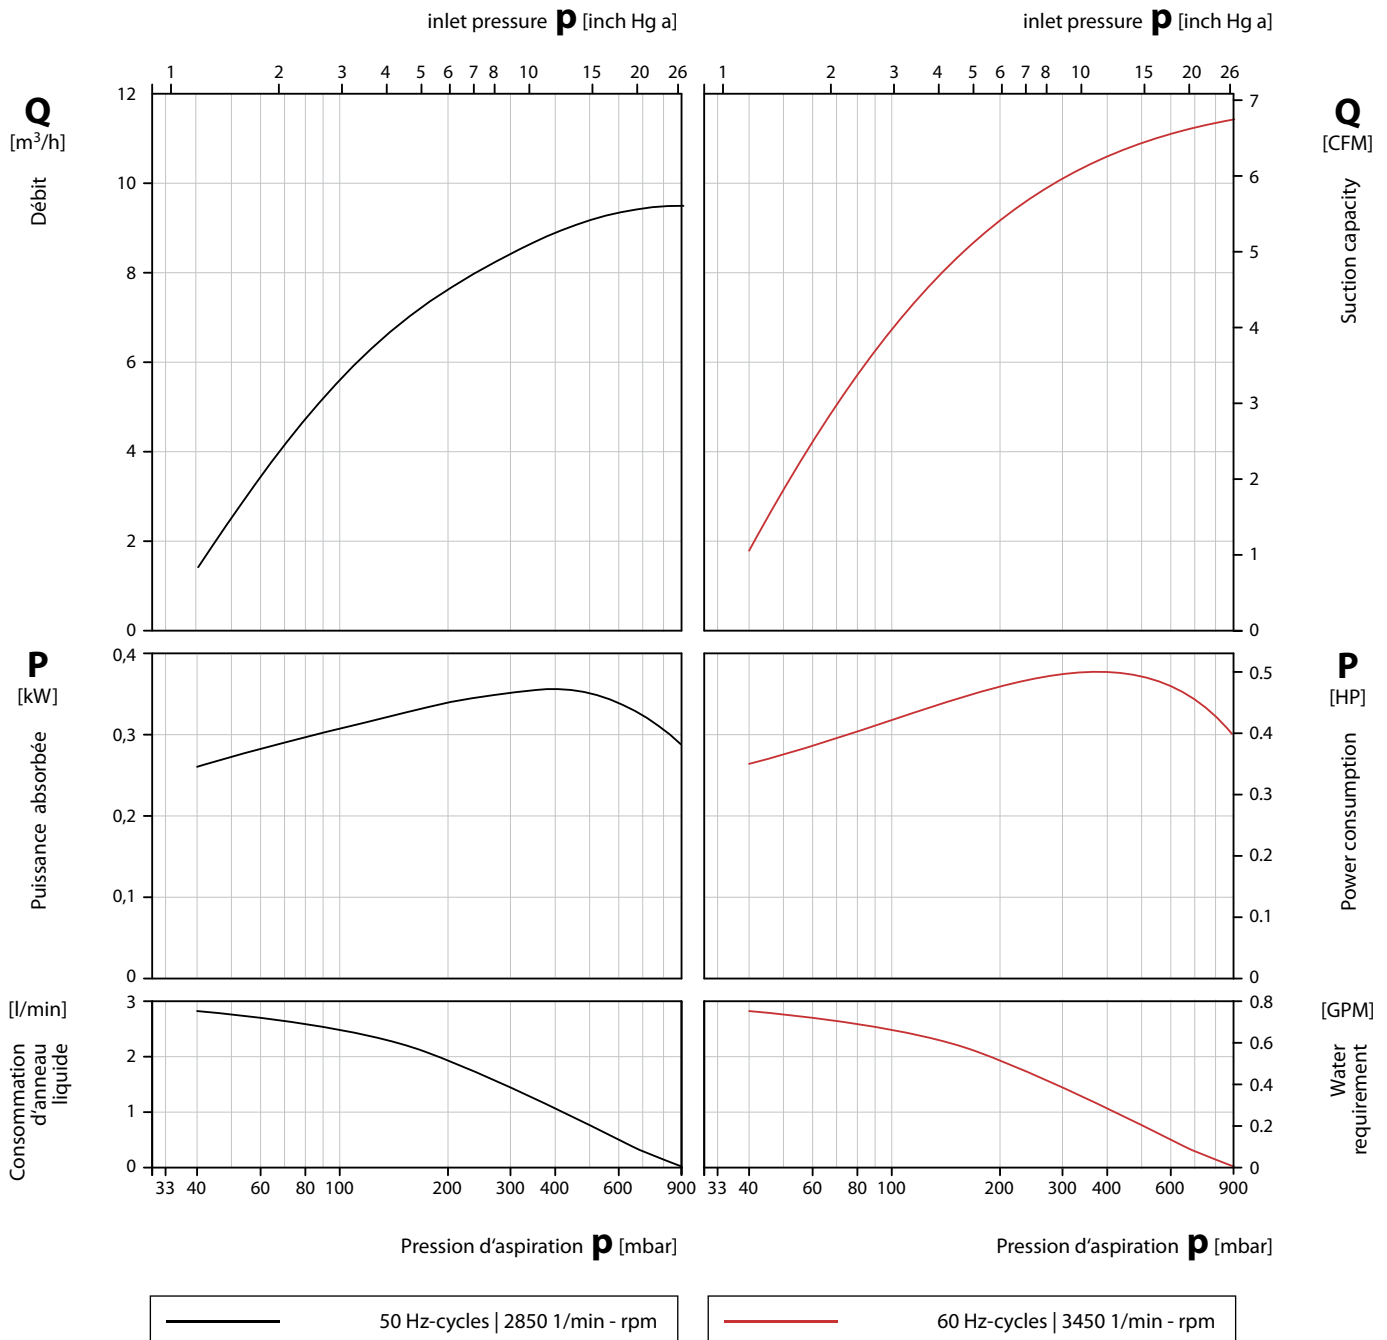 inlet pressure p [inch Hg a]
inlet pressure p [inch Hg a]
1 2 3 4 5 6 7 8 10 15 20 26
1 2 3 4 5 6 7 8 10 15 20 26
Q
[m³/h]
Débit
12
10
8
6
4
2
0
7
6
5
4
3
2
1
0
Q
[CFM]
Suction capacity
P
[kW]
Puissance absorbée
0,4
0,3
0,2
0,1
0
0.5
0.4
0.3
0.2
0.1
0
P
[HP]
Power consumption
[l/min]
Consommation
d'anneau
liquide
3
2
1
0
0.8
0.6
0.4
0.2
0
[GPM]
Water
requirement
33 40 60 80 100 200 300 400 600 900
33 40 60 80 100 200 300 400 600 900
Pression d'aspiration p [mbar]
Pression d'aspiration p [mbar]
50 Hz-cycles | 2850 1/min - rpm
60 Hz-cycles | 3450 1/min - rpm